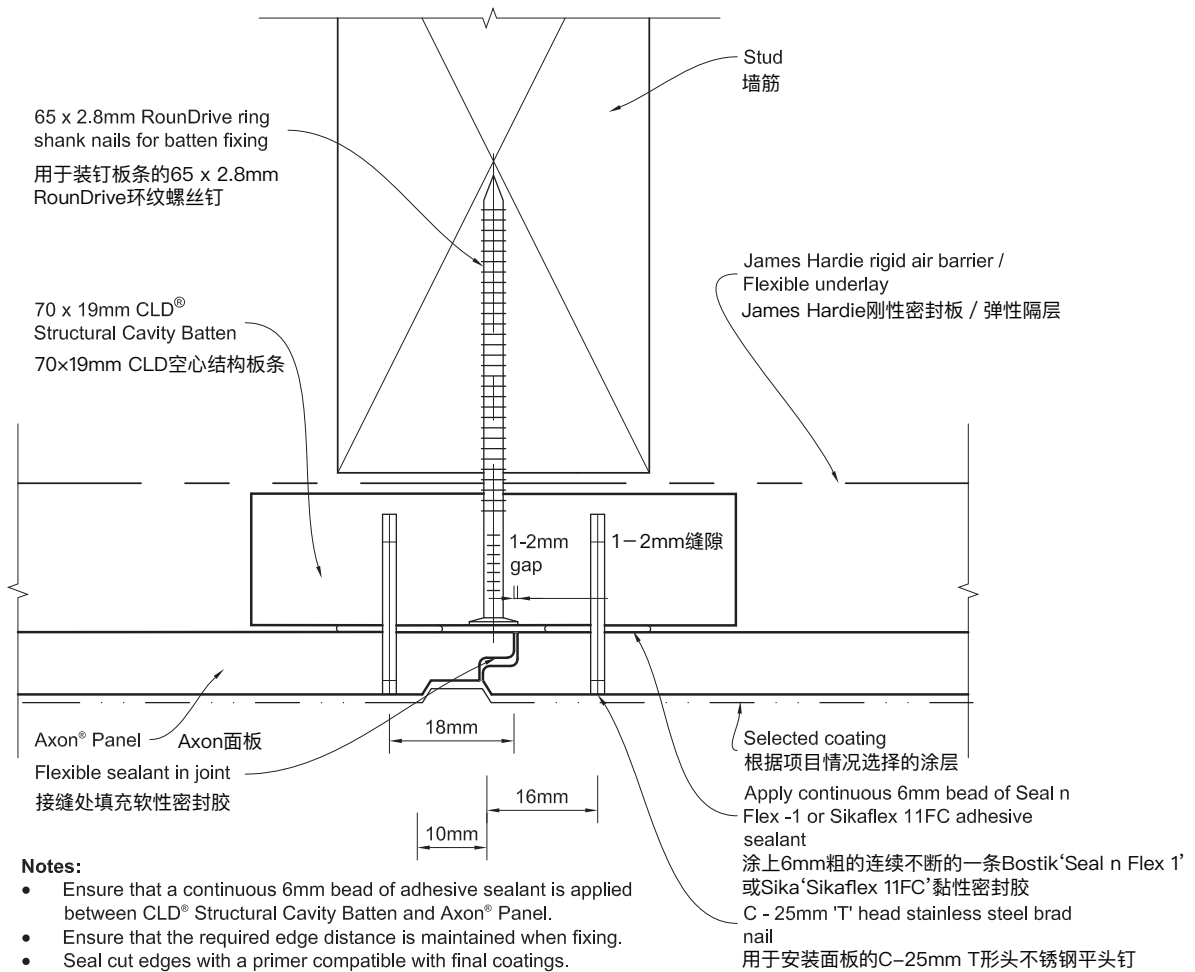 Stud
墙筋
65 x 2.8mm RounDrive ring
shank nails for batten fixing
用于装钉板条的65 x 2.8mm
RounDrive环纹螺丝钉
James Hardie rigid air barrier /
Flexible underlay
James Hardie刚性密封板 / 弹性隔层
70 x 19mm CLD®
Structural Cavity Batten
70×19mm CLD空心结构板条
1-2mm
gap
1－2mm缝隙
Axon® Panel
Axon面板
Flexible sealant in joint
接缝处填充软性密封胶
18mm
16mm
10mm
Selected coating
根据项目情况选择的涂层
Apply continuous 6mm bead of Seal n
Flex -1 or Sikaflex 11FC adhesive
sealant
涂上6mm粗的连续不断的一条Bostik‘Seal n Flex 1’
或Sika‘Sikaflex 11FC’黏性密封胶
C - 25mm 'T' head stainless steel brad
nail
用于安装面板的C–25mm T形头不锈钢平头钉
Notes:
• Ensure that a continuous 6mm bead of adhesive sealant is applied
between CLD® Structural Cavity Batten and Axon® Panel.
• Ensure that the required edge distance is maintained when fixing.
• Seal cut edges with a primer compatible with final coatings.